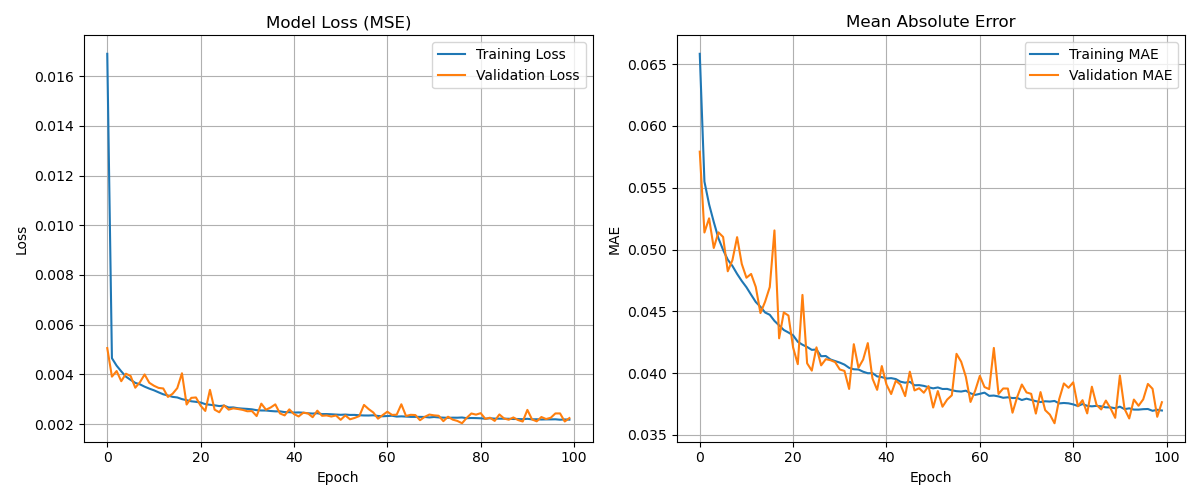 Model Loss (MSE)
Training Loss
Validation Loss
0.016
0.014
0.012
0.010
0.008
0.006
0.004
0.002
Loss
0 20 40 60 80 100
Epoch
Mean Absolute Error
Training MAE
Validation MAE
0.065
0.060
0.055
0.050
0.045
0.040
0.035
MAE
0 20 40 60 80 100
Epoch